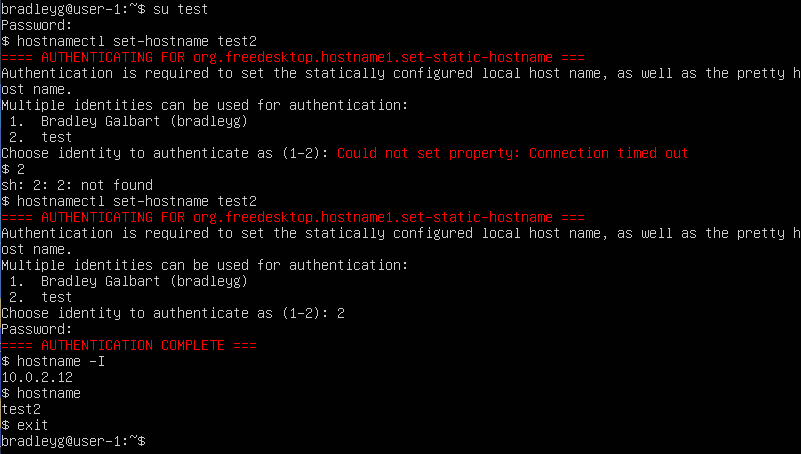 bradleyg@user-1:~$ su test
Password:
$ hostnamectl set-hostname test2
==== AUTHENTICATING FOR org.freedesktop.hostname1.set-static-hostname ===
Authentication is required to set the statically configured local host name, as well as the pretty h
ost name.
Multiple identities can be used for authentication:
 1.  Bradley Galbart (bradleyg)
 2.  test
Choose identity to authenticate as (1-2): Could not set property: Connection timed out
$ 2
sh: 2: 2: not found
$ hostnamectl set-hostname test2
==== AUTHENTICATING FOR org.freedesktop.hostname1.set-static-hostname ===
Authentication is required to set the statically configured local host name, as well as the pretty h
ost name.
Multiple identities can be used for authentication:
 1.  Bradley Galbart (bradleyg)
 2.  test
Choose identity to authenticate as (1-2): 2
Password:
==== AUTHENTICATION COMPLETE ===
$ hostname -I
10.0.2.12
$ hostname
test2
$ exit
bradleyg@user-1:~$